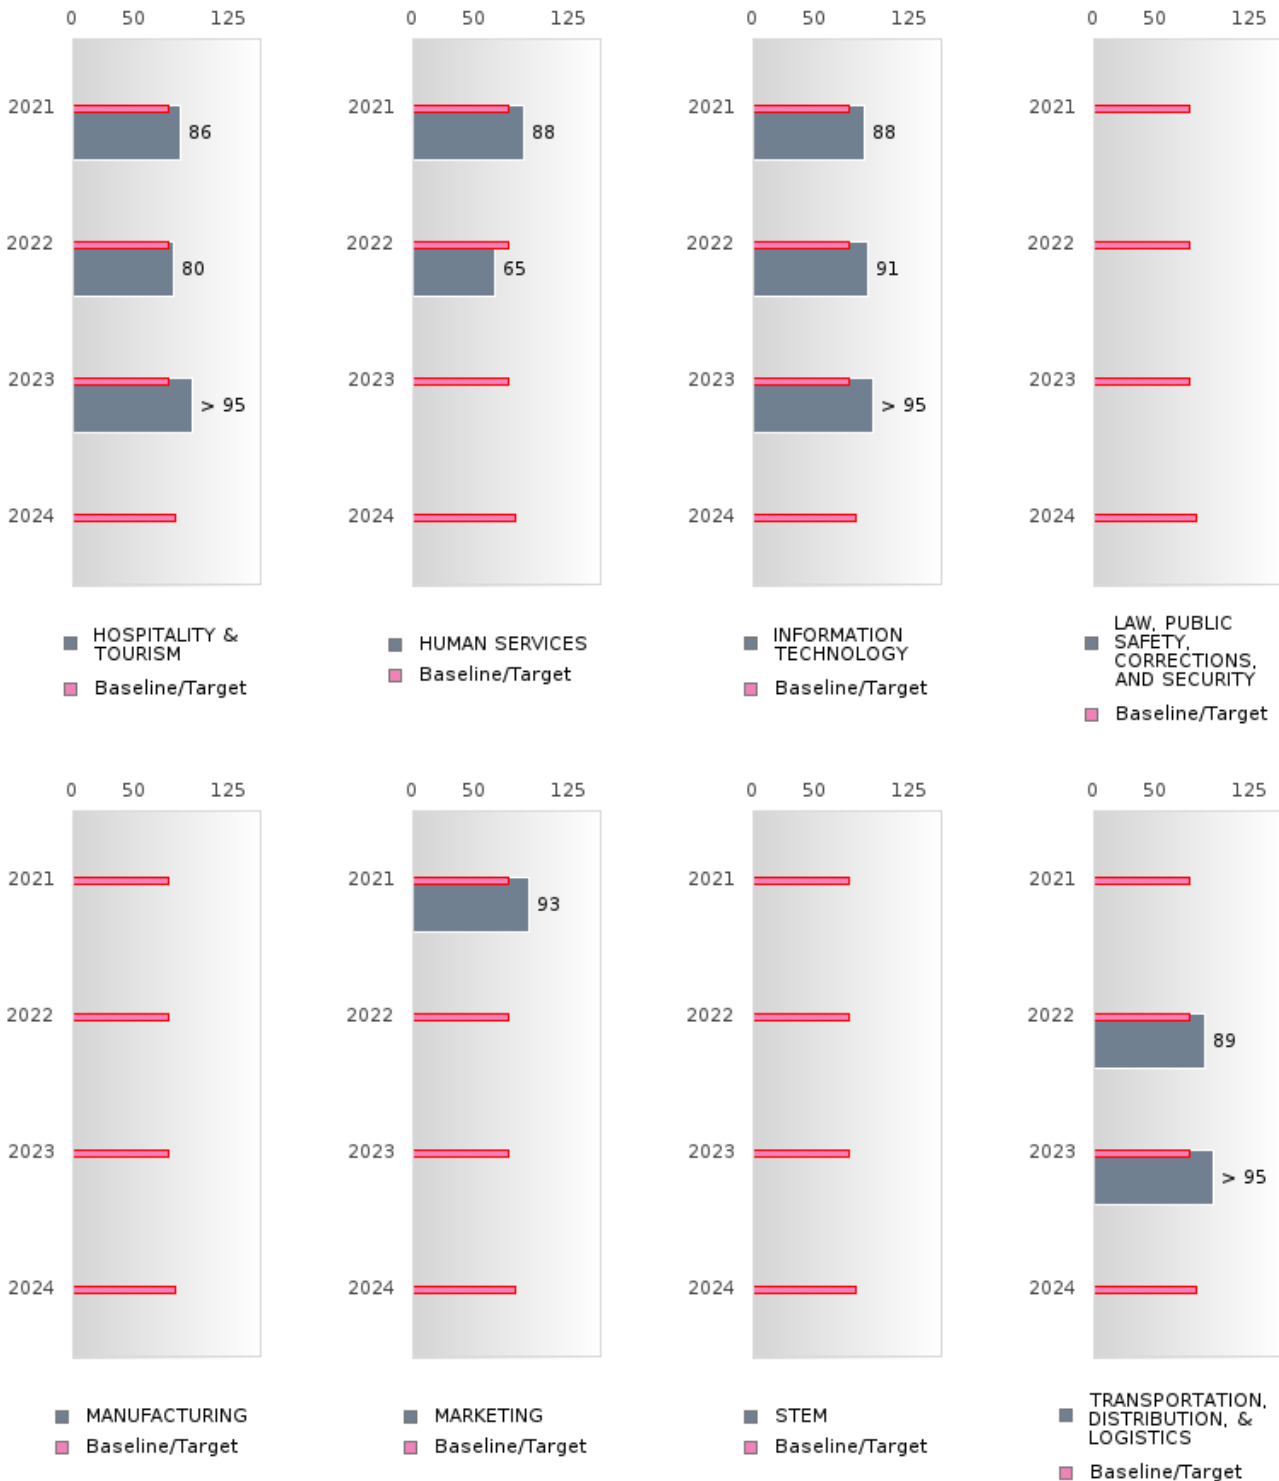 0 50 125
0 50 125
0 50 125
0 50 125
2021 86
2021 88
2021 88
2021
2022 80
2022 65
2022 91
2022
2023 > 95
2023
2023 > 95
2023
2024
2024
2024
2024
HOSPITALITY &
TOURISM
Baseline/Target
HUMAN SERVICES
Baseline/Target
INFORMATION
TECHNOLOGY
Baseline/Target
LAW, PUBLIC
SAFETY,
CORRECTIONS,
AND SECURITY
Baseline/Target
0 50 125
0 50 125
0 50 125
0 50 125
2021
2021 93
2021
2021
2022
2022
2022
2022 89
2023
2023
2023
2023 > 95
2024
2024
2024
2024
MANUFACTURING
Baseline/Target
MARKETING
Baseline/Target
STEM
Baseline/Target
TRANSPORTATION,
DISTRIBUTION, &
LOGISTICS
Baseline/Target